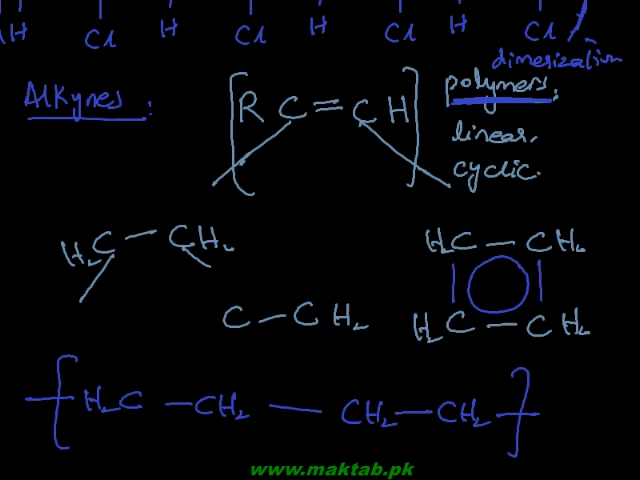 H Cl H Cl H Cl H Cl
dimerization
Alkynes : [R C = C H] polymers.
linear,
cyclic.
H₂C — CH₂ H₂C — CH₂
C — CH₂ H₂C — CH₂
[H₂C — CH₂ — CH₂ — CH₂]
www.maktab.pk